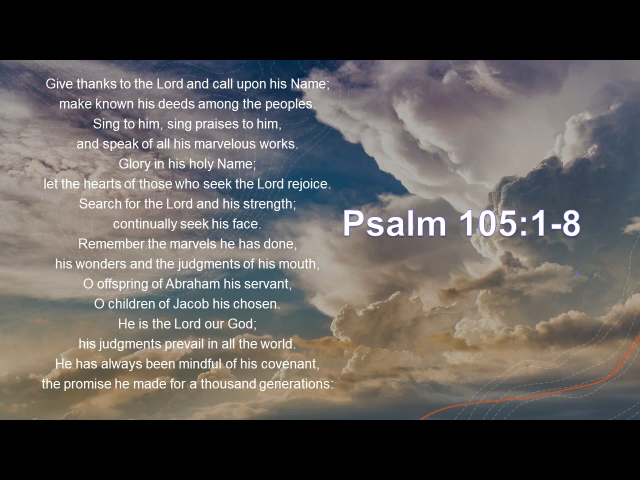 Give thanks to the Lord and call upon his Name;
make known his deeds among the peoples.
Sing to him, sing praises to him,
and speak of all his marvelous works.
Glory in his holy Name;
let the hearts of those who seek the Lord rejoice.
Search for the Lord and his strength;
continually seek his face.
Remember the marvels he has done,
his wonders and the judgments of his mouth,
O offspring of Abraham his servant,
O children of Jacob his chosen.
He is the Lord our God;
his judgments prevail in all the world.
He has always been mindful of his covenant,
the promise he made for a thousand generations:
Psalm 105:1-8